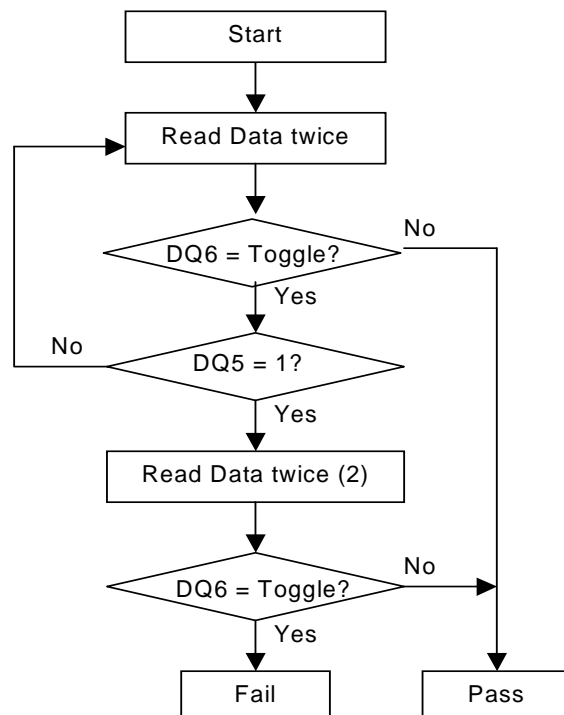 Start
Read Data twice
DQ6 = Toggle?
No
Yes
DQ5 = 1?
No
Yes
Read Data twice (2)
DQ6 = Toggle?
No
Yes
Fail
Pass